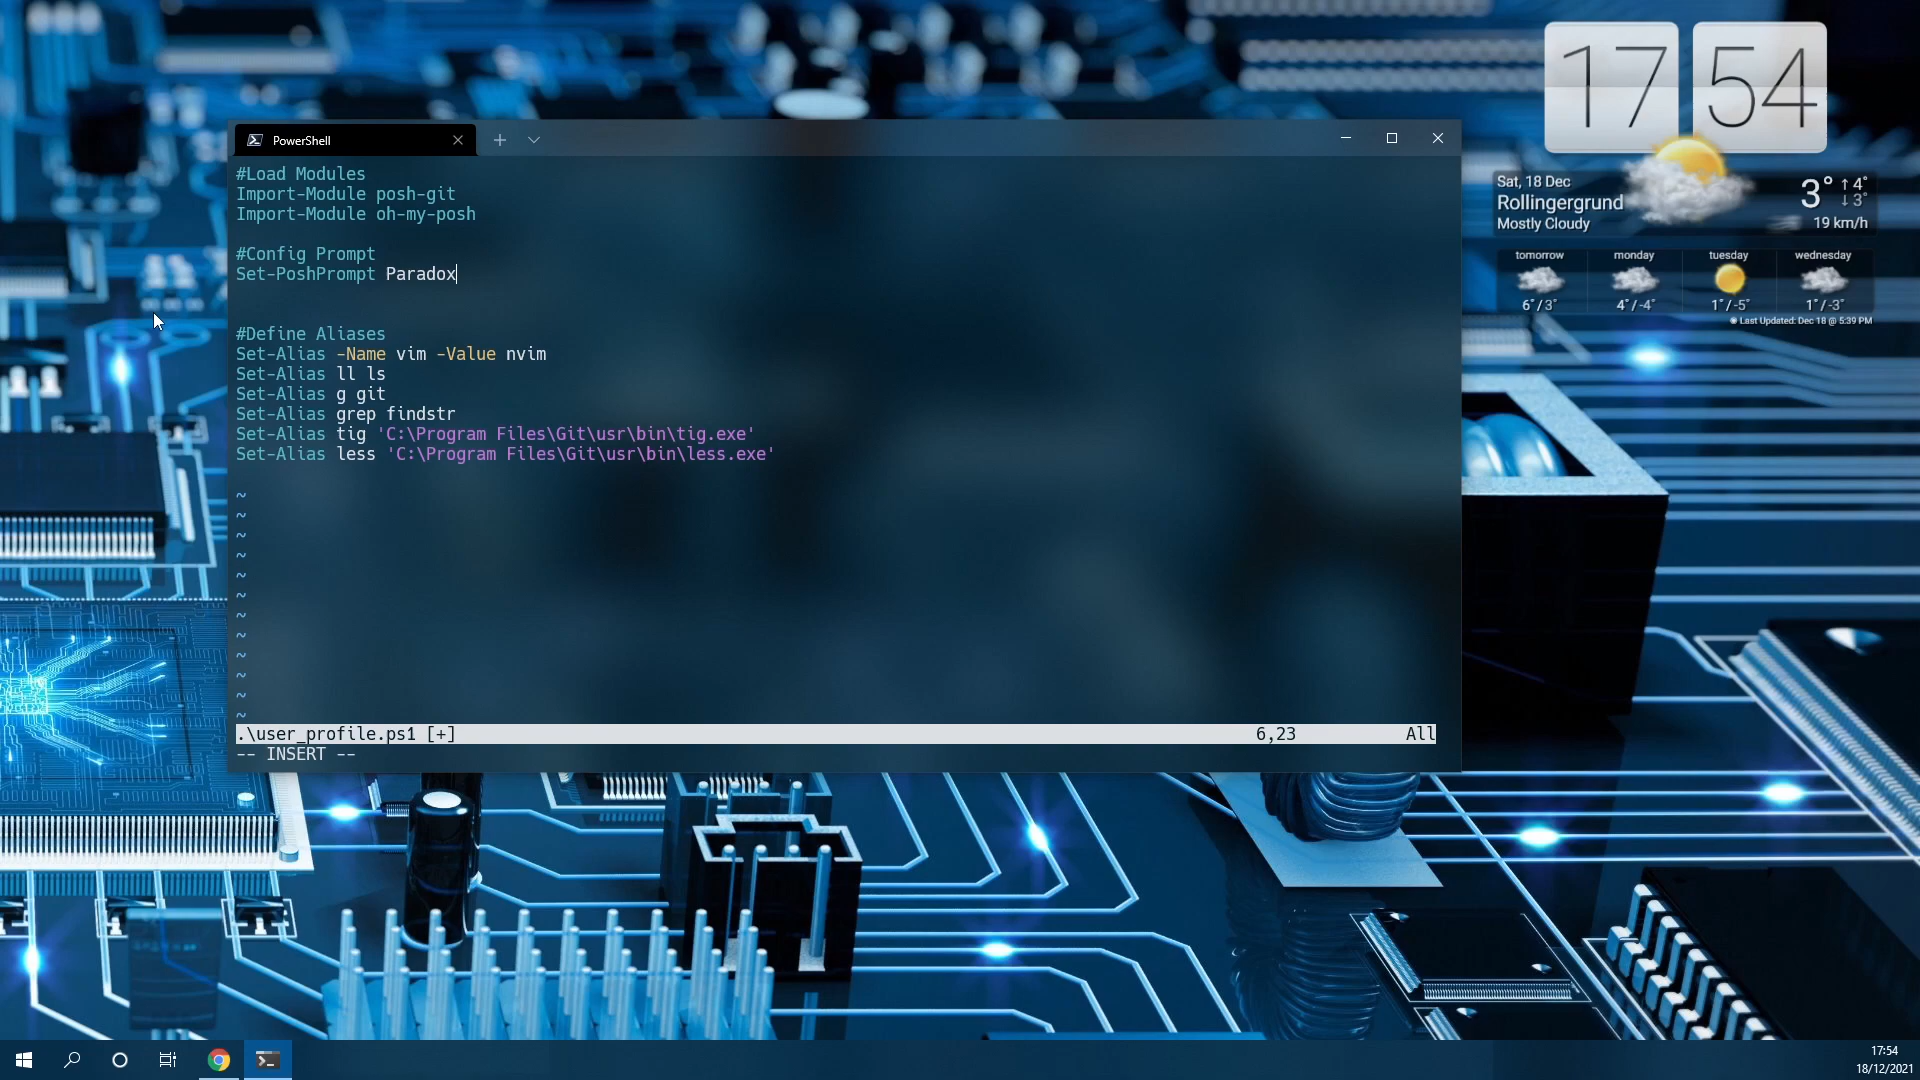 17 54
PowerShell
#Load Modules
Import-Module posh-git
Import-Module oh-my-posh
#Config Prompt
Set-PoshPrompt Paradox
#Define Aliases
Set-Alias -Name vim -Value nvim
Set-Alias ll ls
Set-Alias g git
Set-Alias grep findstr
Set-Alias tig 'C:\Program Files\Git\usr\bin\tig.exe'
Set-Alias less 'C:\Program Files\Git\usr\bin\less.exe'
~
~
~
~
~
~
~
~
~
~
~
~
.\user_profile.ps1 [+] 6,23 All
-- INSERT --
Sat, 18 Dec
Rollingergrund
Mostly Cloudy
3° ↑4°
↓3°
19 km/h
tomorrow monday tuesday wednesday
6°/3° 4°/-4° 1°/-5° 1°/-3°
Last Updated: Dec 18 @ 5:39 PM
17:54
18/12/2021